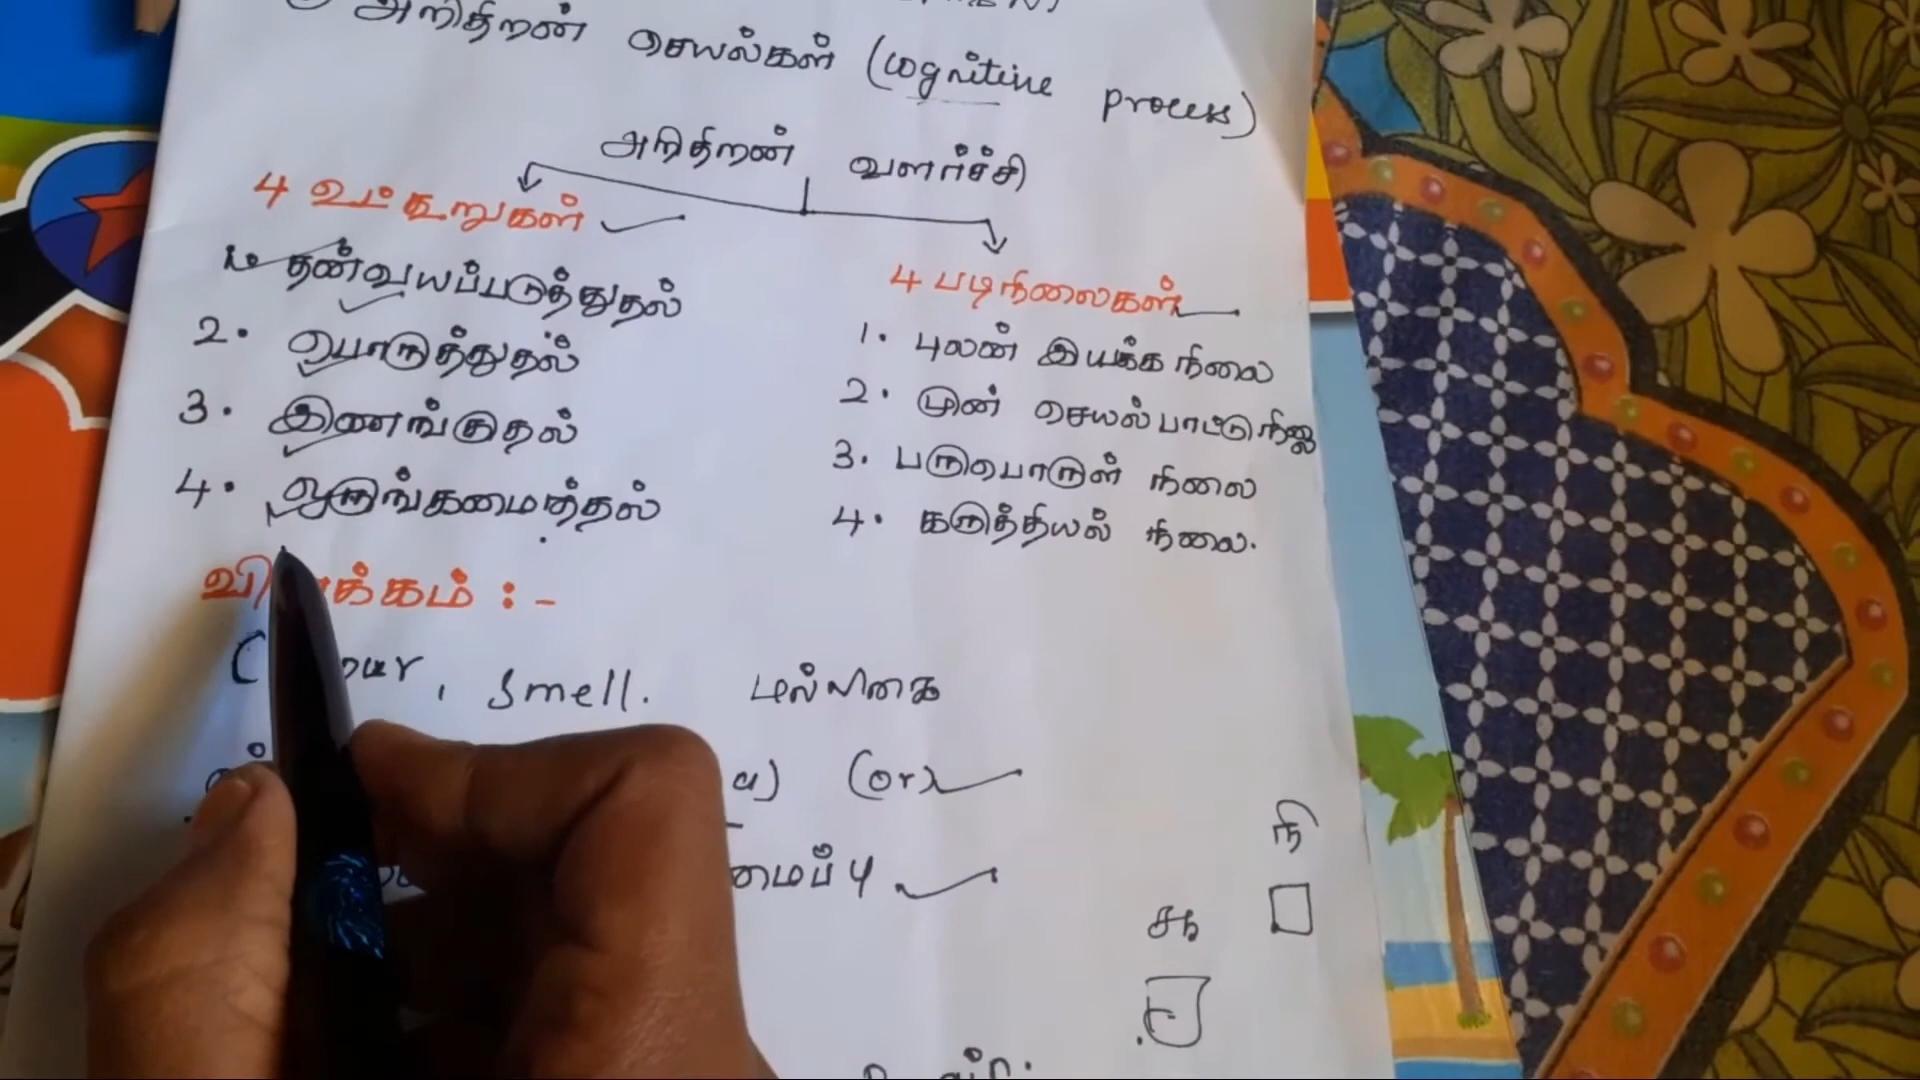 அறிதிறன் செயல்கள் (cognitive process)
அறிதிறன் வளர்ச்சி
4 உட்கூறுகள்
1. தன்வயப்படுத்துதல்
2. பொருத்துதல்
3. இணங்குதல்
4. ஒருங்கமைத்தல்
4 படிநிலைகள்
1. புலன் இயக்க நிலை
2. முன் செயல்பாட்டு நிலை
3. பருபொருள் நிலை
4. கருத்தியல் நிலை.
, Smell. மல்லிகை
(or)
மைப்பு
நி